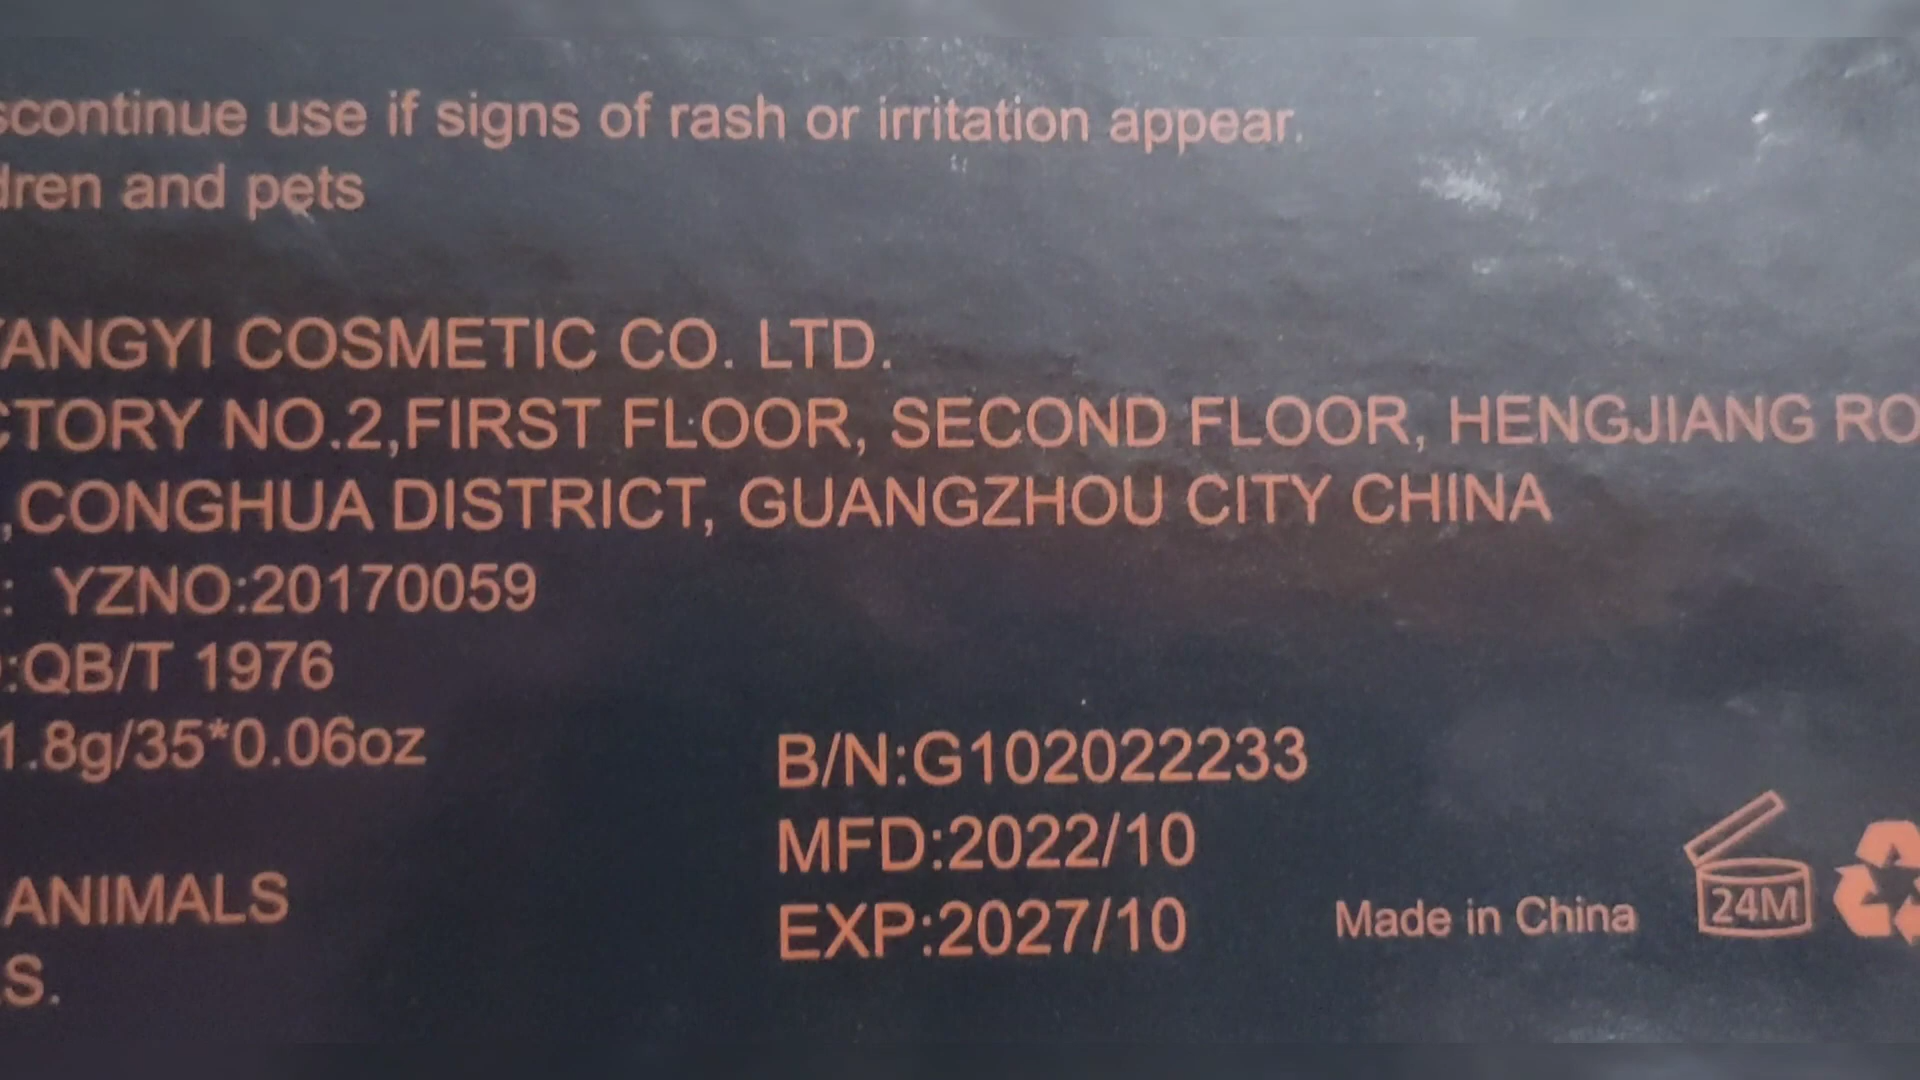 scontinue use if signs of rash or irritation appear.
dren and pets
YANGYI COSMETIC CO. LTD.
CTORY NO.2,FIRST FLOOR, SECOND FLOOR, HENGJIANG RO
,CONGHUA DISTRICT, GUANGZHOU CITY CHINA
: YZNO:20170059
:QB/T 1976
1.8g/35*0.06oz
B/N:G102022233
MFD:2022/10
ANIMALS
EXP:2027/10
Made in China
24M
S.